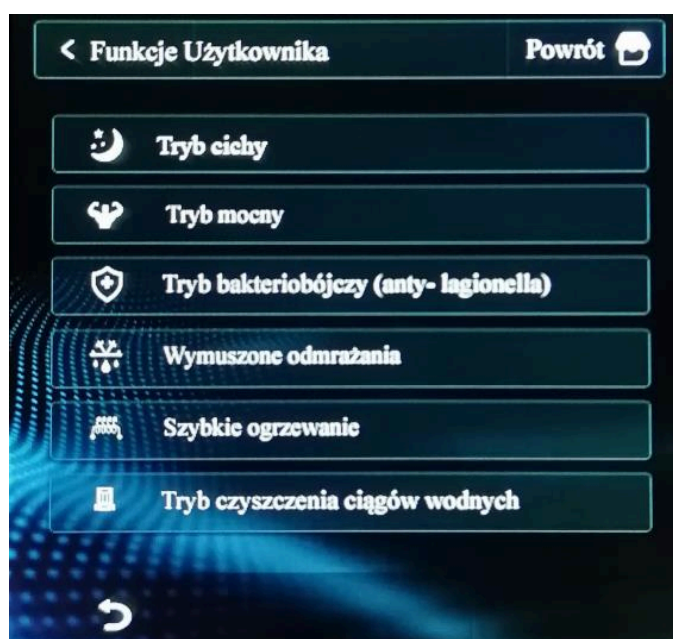 < Funkcje Użytkownika Powrót
Tryb cichy
Tryb mocny
Tryb bakteriobójczy (anty- lagionella)
Wymuszone odmrażania
Szybkie ogrzewanie
Tryb czyszczenia ciągów wodnych